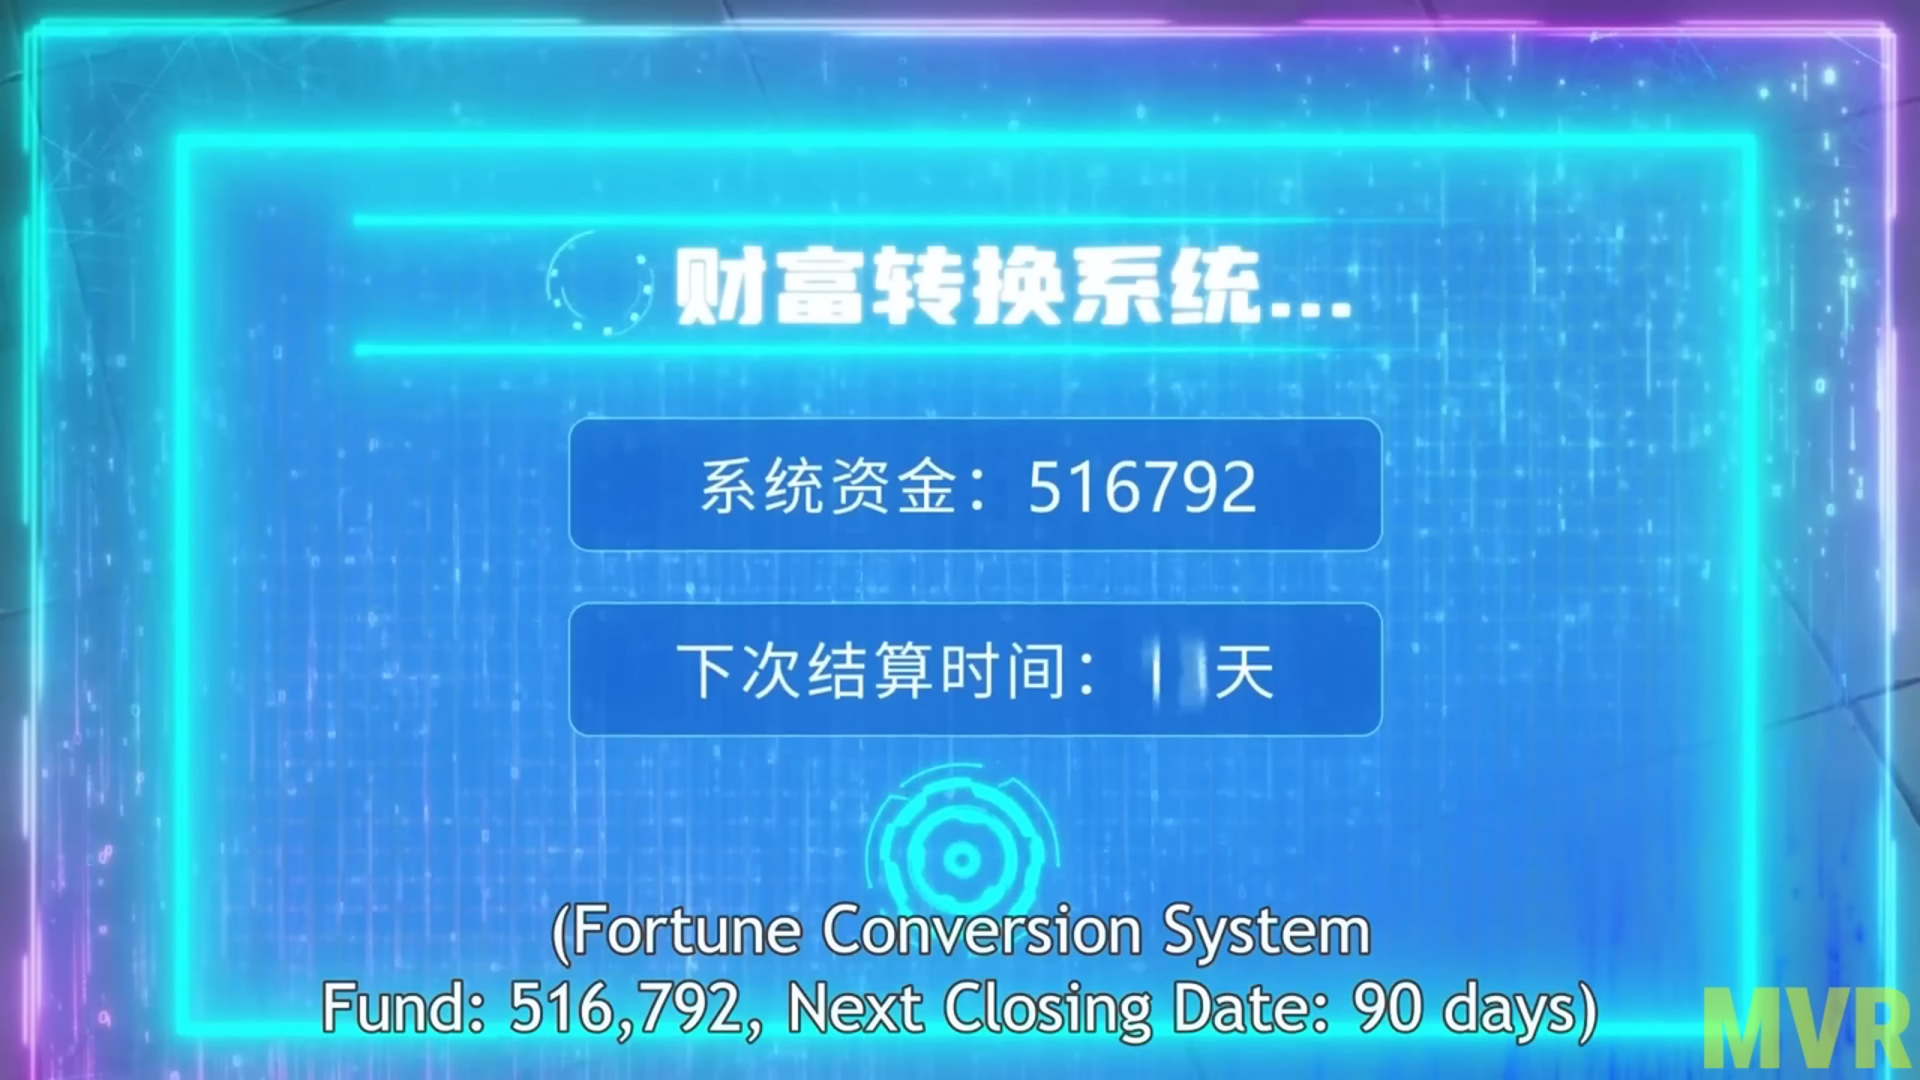 财富转换系统...
系统资金：516792
下次结算时间： 天
(Fortune Conversion System
Fund: 516,792, Next Closing Date: 90 days)
MVR